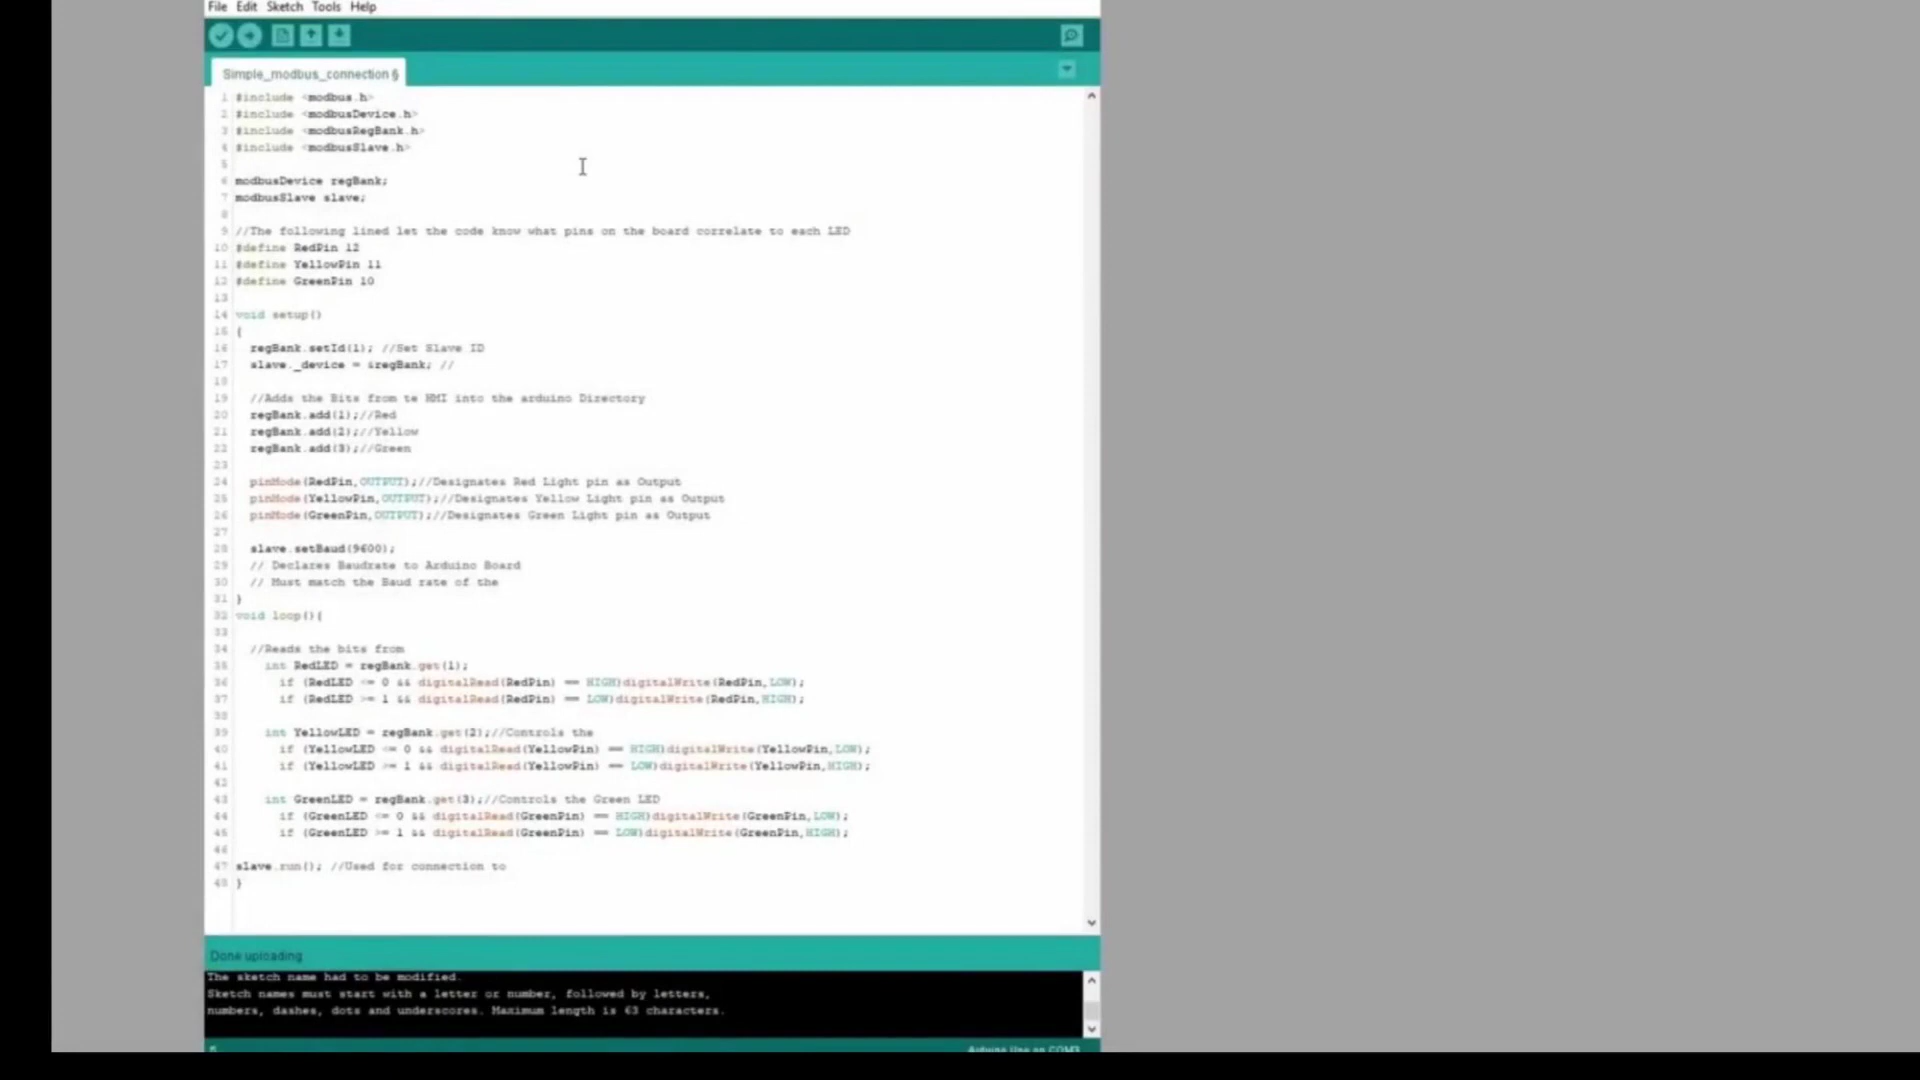 File Edit Sketch Tools Help
Simple_modbus_connection §
1 #include <modbus.h>
2 #include <modbusDevice.h>
3 #include <modbusRegBank.h>
4 #include <modbusSlave.h>
5
6 modbusDevice regBank;
7 modbusSlave slave;
8
9 //The following lined let the code know what pins on the board correlate to each LED
10 #define RedPin 12
11 #define YellowPin 11
12 #define GreenPin 10
13
14 void setup()
15 {
16 regBank.setId(1); //Set Slave ID
17 slave._device = &regBank; //
18
19 //Adds the Bits from te HMI into the arduino Directory
20 regBank.add(1);//Red
21 regBank.add(2);//Yellow
22 regBank.add(3);//Green
23
24 pinMode(RedPin,OUTPUT);//Designates Red Light pin as Output
25 pinMode(YellowPin,OUTPUT);//Designates Yellow Light pin as Output
26 pinMode(GreenPin,OUTPUT);//Designates Green Light pin as Output
27
28 slave.setBaud(9600);
29 // Declares Baudrate to Arduino Board
30 // Must match the Baud rate of the
31 }
32 void loop(){
33
34 //Reads the bits from
35 int RedLED = regBank.get(1);
36 if (RedLED <= 0 && digitalRead(RedPin) == HIGH)digitalWrite(RedPin,LOW);
37 if (RedLED >= 1 && digitalRead(RedPin) == LOW)digitalWrite(RedPin,HIGH);
38
39 int YellowLED = regBank.get(2);//Controls the
40 if (YellowLED <= 0 && digitalRead(YellowPin) == HIGH)digitalWrite(YellowPin,LOW);
41 if (YellowLED >= 1 && digitalRead(YellowPin) == LOW)digitalWrite(YellowPin,HIGH);
42
43 int GreenLED = regBank.get(3);//Controls the Green LED
44 if (GreenLED <= 0 && digitalRead(GreenPin) == HIGH)digitalWrite(GreenPin,LOW);
45 if (GreenLED >= 1 && digitalRead(GreenPin) == LOW)digitalWrite(GreenPin,HIGH);
46
47 slave.run(); //Used for connection to
48 }
Done uploading
The sketch name had to be modified.
Sketch names must start with a letter or number, followed by letters,
numbers, dashes, dots and underscores. Maximum length is 63 characters.
Arduino Uno on COM3